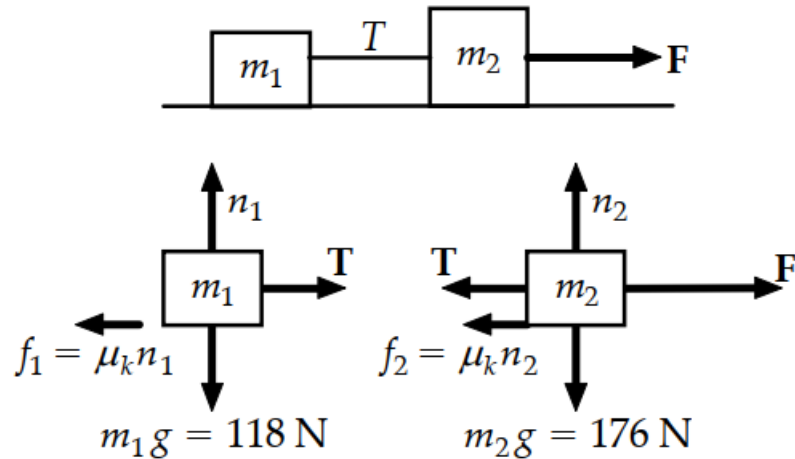 T
m₁ m₂ F
n₁ n₂
T T F
m₁ m₂
f₁ = μₖn₁ f₂ = μₖn₂
m₁g = 118 N m₂g = 176 N